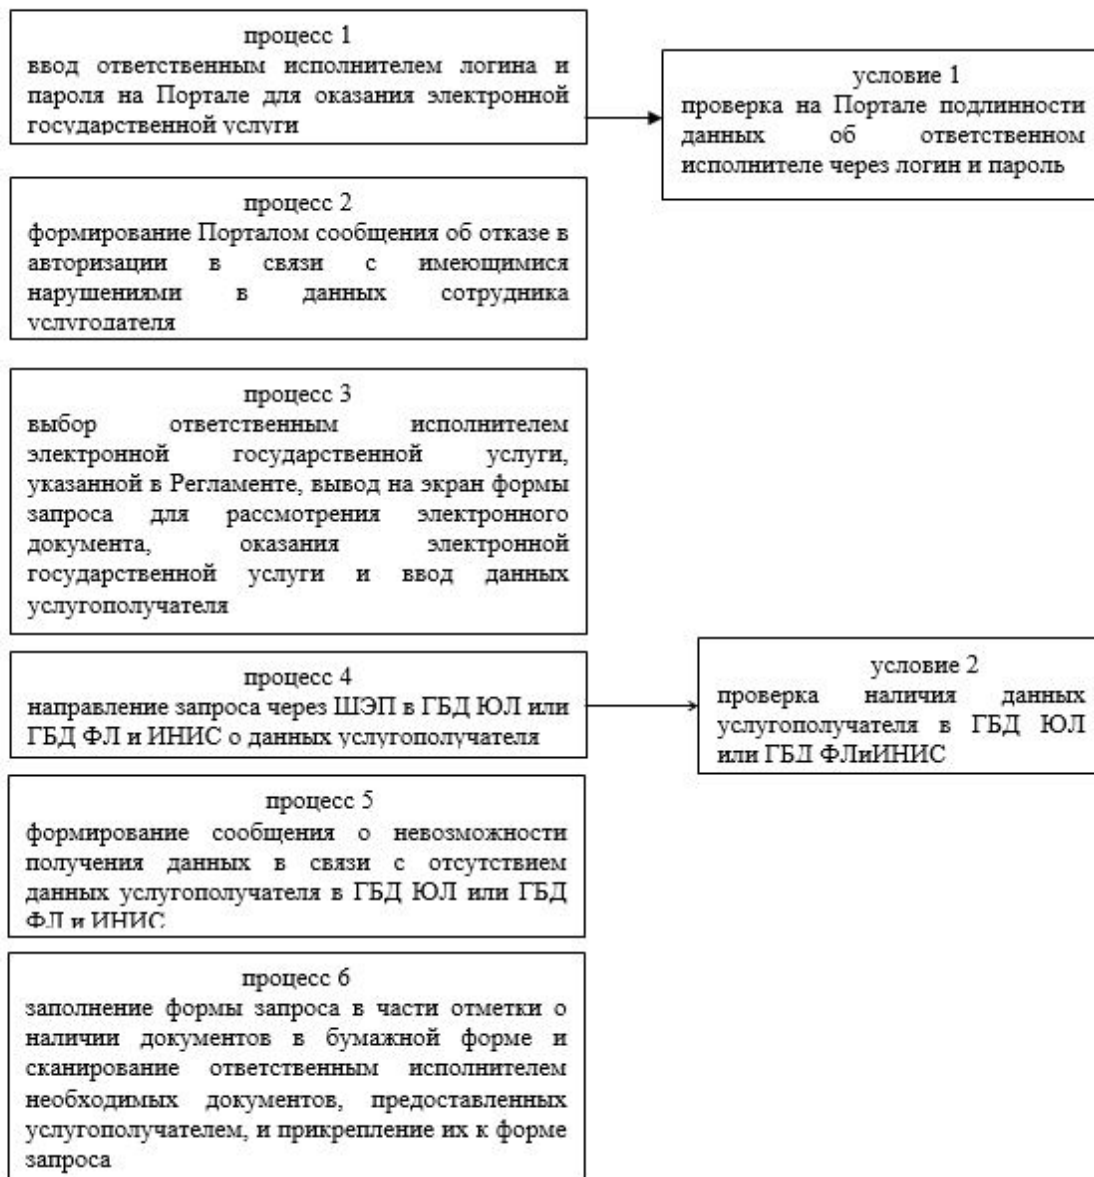 процесс 1
ввод ответственным исполнителем логина и
пароля на Портале для оказания электронной
государственной услуги
условие 1
проверка на Портале подлинности
данных об ответственном
исполнителе через логин и пароль
процесс 2
формирование Порталом сообщения об отказе в
авторизации в связи с имеющимися
нарушениями в данных сотрудника
услугодателя
процесс 3
выбор ответственным исполнителем
электронной государственной услуги,
указанной в Регламенте, вывод на экран формы
запроса для рассмотрения электронного
документа, оказания электронной
государственной услуги и ввод данных
услугополучателя
процесс 4
направление запроса через ШЭП в ГБД ЮЛ или
ГБД ФЛ и ИНИС о данных услугополучателя
условие 2
проверка наличия данных
услугополучателя в ГБД ЮЛ
или ГБД ФЛиИНИС
процесс 5
формирование сообщения о невозможности
получения данных в связи с отсутствием
данных услугополучателя в ГБД ЮЛ или ГБД
ФЛ и ИНИС
процесс 6
заполнение формы запроса в части отметки о
наличии документов в бумажной форме и
сканирование ответственным исполнителем
необходимых документов, предоставленных
услугополучателем, и прикрепление их к форме
запроса